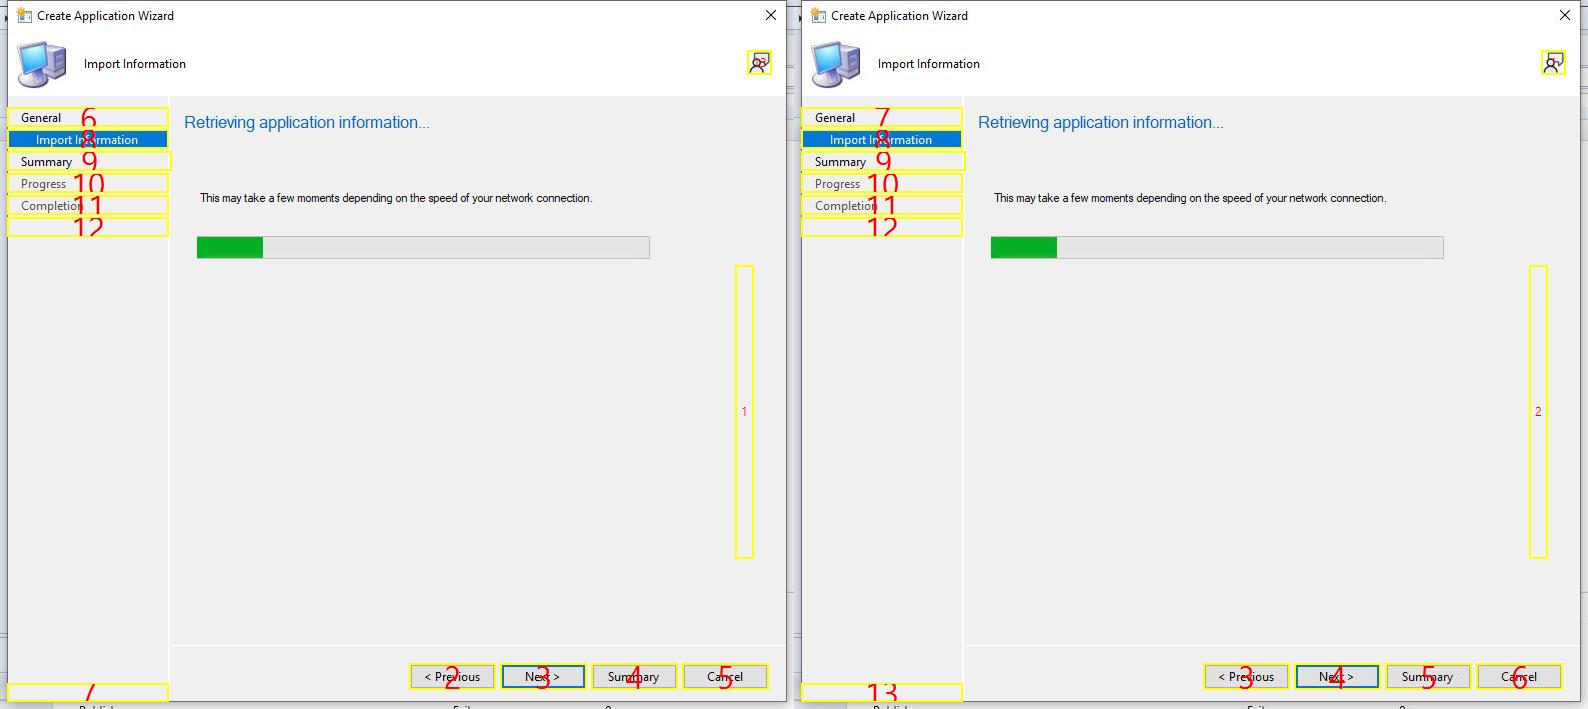 Create Application Wizard
Import Information
13
General 6
Import Information 8
Summary 9
Progress 10
Completion 11
12
7
Retrieving application information...
This may take a few moments depending on the speed of your network connection.
1
< Previous 2
Next > 3
Summary 4
Cancel 5
Create Application Wizard
Import Information
General 7
Import Information 8
Summary 9
Progress 10
Completion 11
12
13
Retrieving application information...
This may take a few moments depending on the speed of your network connection.
2
< Previous 3
Next > 4
Summary 5
Cancel 6